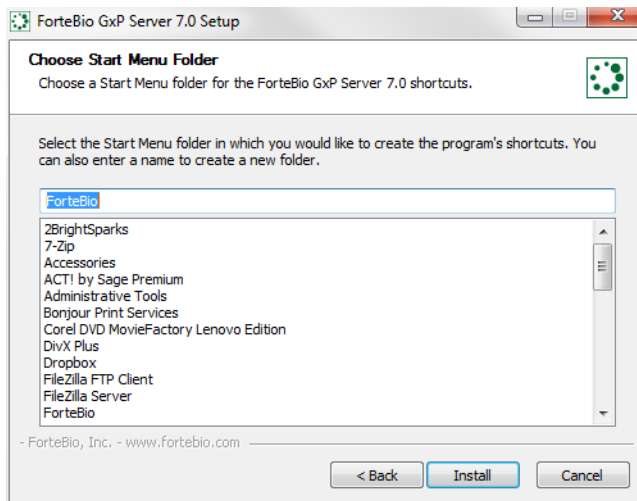 ForteBio GxP Server 7.0 Setup
Choose Start Menu Folder
Choose a Start Menu folder for the ForteBio GxP Server 7.0 shortcuts.
Select the Start Menu folder in which you would like to create the program's shortcuts. You
can also enter a name to create a new folder.
ForteBio
2BrightSparks
7-Zip
Accessories
ACT! by Sage Premium
Administrative Tools
Bonjour Print Services
Corel DVD MovieFactory Lenovo Edition
DivX Plus
Dropbox
FileZilla FTP Client
FileZilla Server
ForteBio
- ForteBio, Inc. - www.fortebio.com
< Back Install Cancel